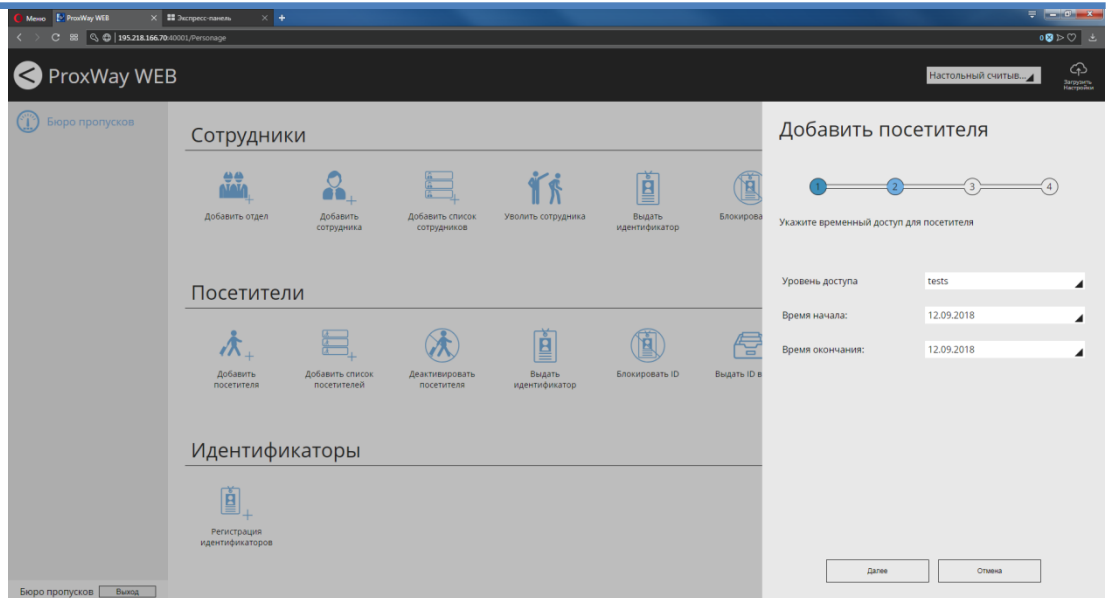 Меню
ProxWay WEB
Экспресс-панель
195.218.166.70:40001/Personage
0
ProxWay WEB
Настольный считыв...
Загрузить
Настройки
Бюро пропусков
Сотрудники
Добавить отдел
Добавить
сотрудника
Добавить список
сотрудников
Уволить сотрудника
Выдать
идентификатор
Блокирова
Посетители
Добавить
посетителя
Добавить список
посетителей
Деактивировать
посетителя
Выдать
идентификатор
Блокировать ID
Выдать ID в
Идентификаторы
Регистрация
идентификаторов
Добавить посетителя
1
2
3
4
Укажите временный доступ для посетителя
Уровень доступа
tests
Время начала:
12.09.2018
Время окончания:
12.09.2018
Далее
Отмена
Бюро пропусков
Выход